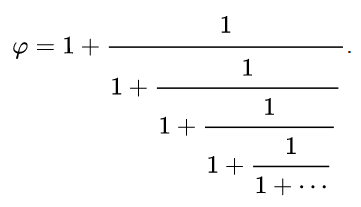 φ = 1 + 1
1 + 1
1 + 1
1 + 1
1 + ···
.